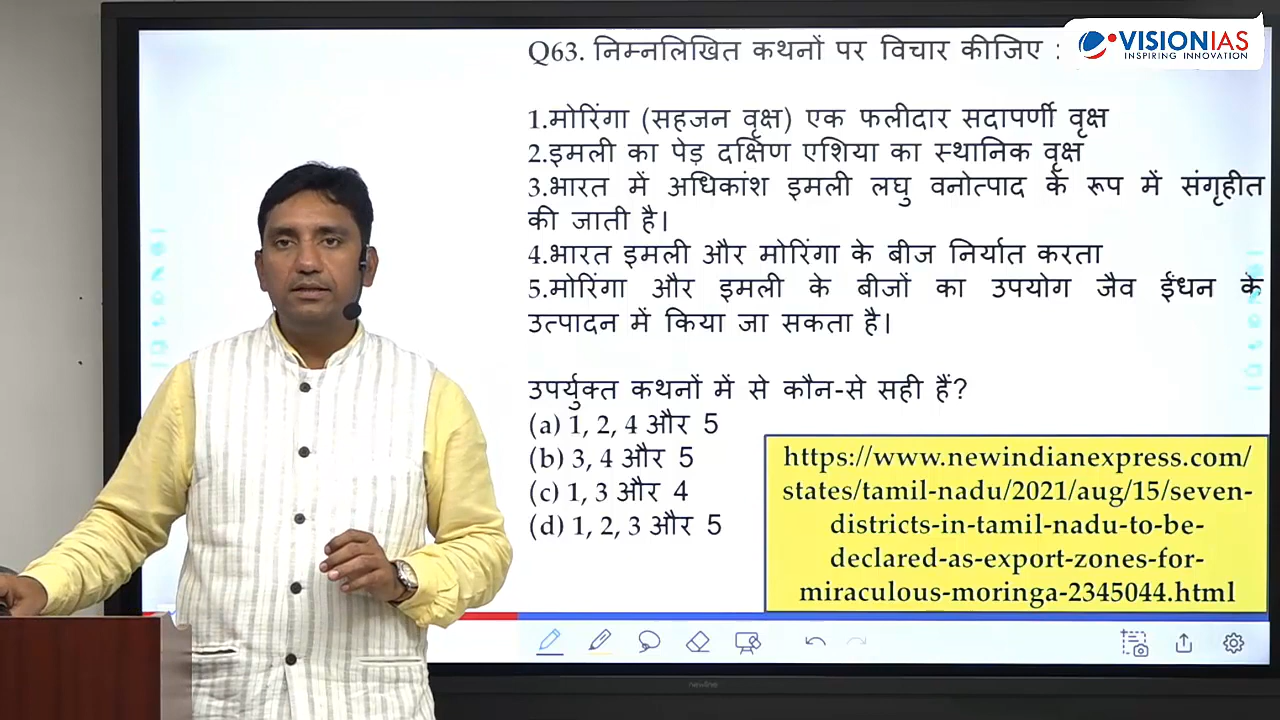 VISIONIAS
INSPIRING INNOVATION
Q63. निम्नलिखित कथनों पर विचार कीजिए :
1.मोरिंगा (सहजन वृक्ष) एक फलीदार सदापर्णी वृक्ष
2.इमली का पेड़ दक्षिण एशिया का स्थानिक वृक्ष
3.भारत में अधिकांश इमली लघु वनोत्पाद के रूप में संगृहीत
की जाती है।
4.भारत इमली और मोरिंगा के बीज निर्यात करता
5.मोरिंगा और इमली के बीजों का उपयोग जैव ईंधन के
उत्पादन में किया जा सकता है।
उपर्युक्त कथनों में से कौन-से सही हैं?
(a) 1, 2, 4 और 5
(b) 3, 4 और 5
(c) 1, 3 और 4
(d) 1, 2, 3 और 5
https://www.newindianexpress.com/
states/tamil-nadu/2021/aug/15/seven-
districts-in-tamil-nadu-to-be-
declared-as-export-zones-for-
miraculous-moringa-2345044.html
newline